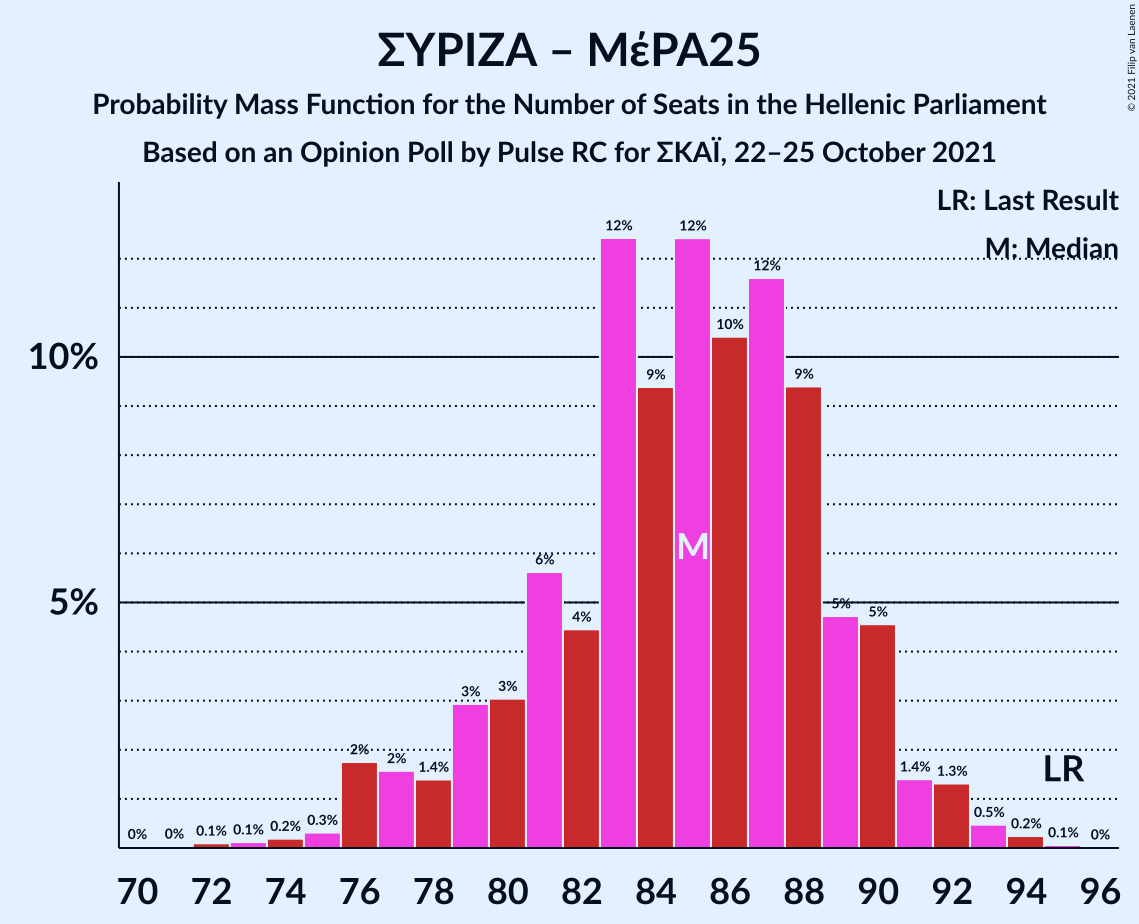 ΣΥΡΙΖΑ – ΜέΡΑ25
Probability Mass Function for the Number of Seats in the Hellenic Parliament
Based on an Opinion Poll by Pulse RC for ΣΚΑΪ, 22–25 October 2021
© 2021 Filip van Laenen
LR: Last Result
M: Median
10%
5%
0% 0% 0.1% 0.1% 0.2% 0.3% 2% 2% 1.4% 3% 3% 6% 4% 12% 9% 12% 10% 12% 9% 5% 5% 1.4% 1.3% 0.5% 0.2% 0.1% 0%
M
LR
70 72 74 76 78 80 82 84 86 88 90 92 94 96